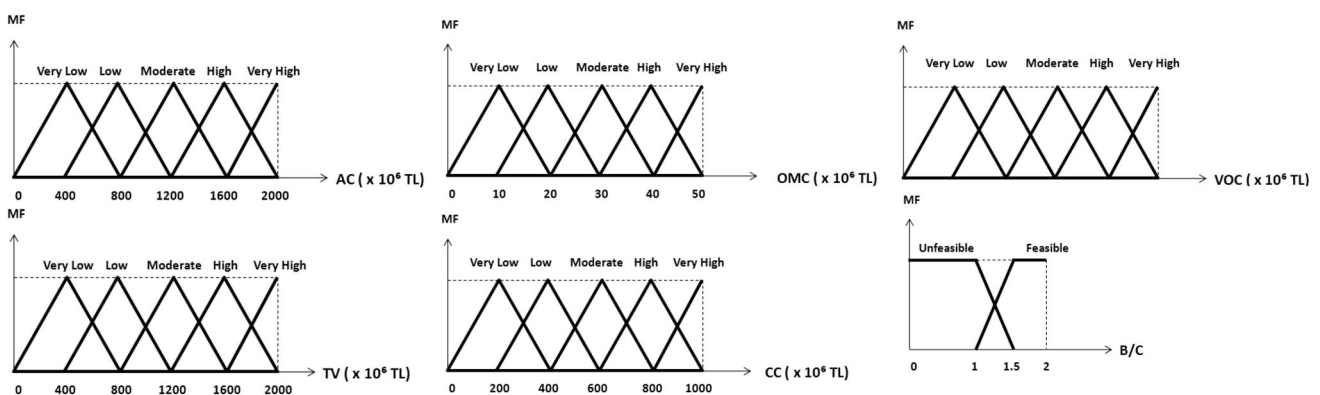 MF
Very Low Low Moderate High Very High
0 400 800 1200 1600 2000
AC ( x 10⁶ TL)
MF
Very Low Low Moderate High Very High
0 10 20 30 40 50
OMC ( x 10⁶ TL)
MF
Very Low Low Moderate High Very High
VOC ( x 10⁶ TL)
MF
Very Low Low Moderate High Very High
0 400 800 1200 1600 2000
TV ( x 10⁶ TL)
MF
Very Low Low Moderate High Very High
0 200 400 600 800 1000
CC ( x 10⁶ TL)
MF
Unfeasible Feasible
0 1 1.5 2
B/C